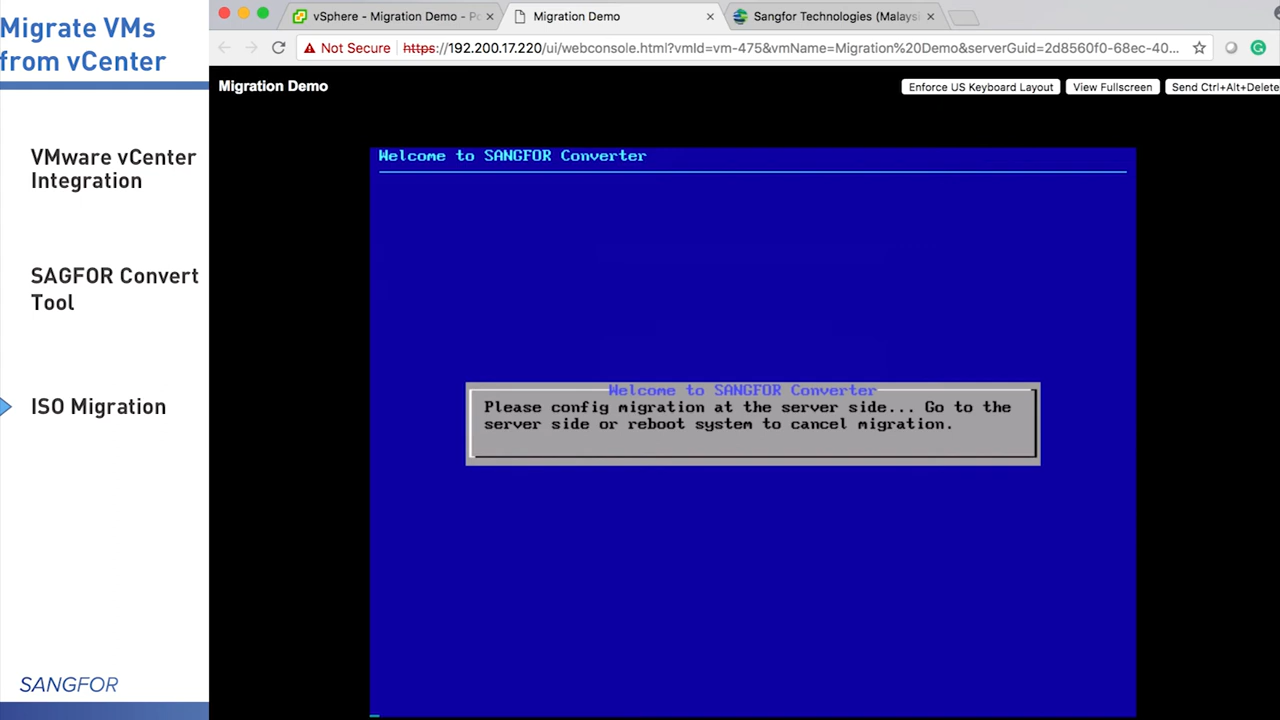 Migrate VMs
from vCenter
VMware vCenter
Integration
SAGFOR Convert
Tool
ISO Migration
SANGFOR
vSphere - Migration Demo - Po
Migration Demo
Sangfor Technologies (Malaysi
Not Secure
https://192.200.17.220/ui/webconsole.html?vmId=vm-475&vmName=Migration%20Demo&serverGuid=2d8560f0-68ec-40...
Migration Demo
Enforce US Keyboard Layout
View Fullscreen
Send Ctrl+Alt+Delete
Welcome to SANGFOR Converter
Welcome to SANGFOR Converter
Please config migration at the server side... Go to the
server side or reboot system to cancel migration.